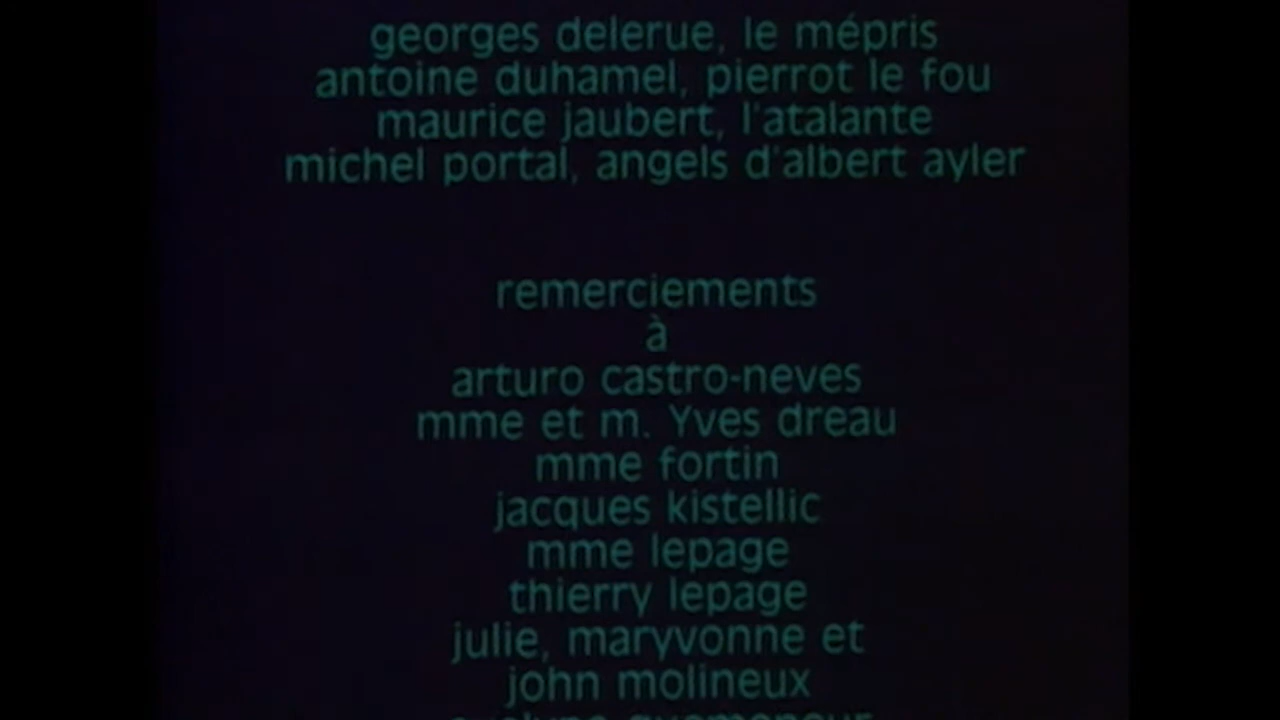 georges delerue, le mépris
antoine duhamel, pierrot le fou
maurice jaubert, l'atalante
michel portal, angels d'albert ayler
remerciements
à
arturo castro-neves
mme et m. Yves dreau
mme fortin
jacques kistellic
mme lepage
thierry lepage
julie, maryvonne et
john molineux